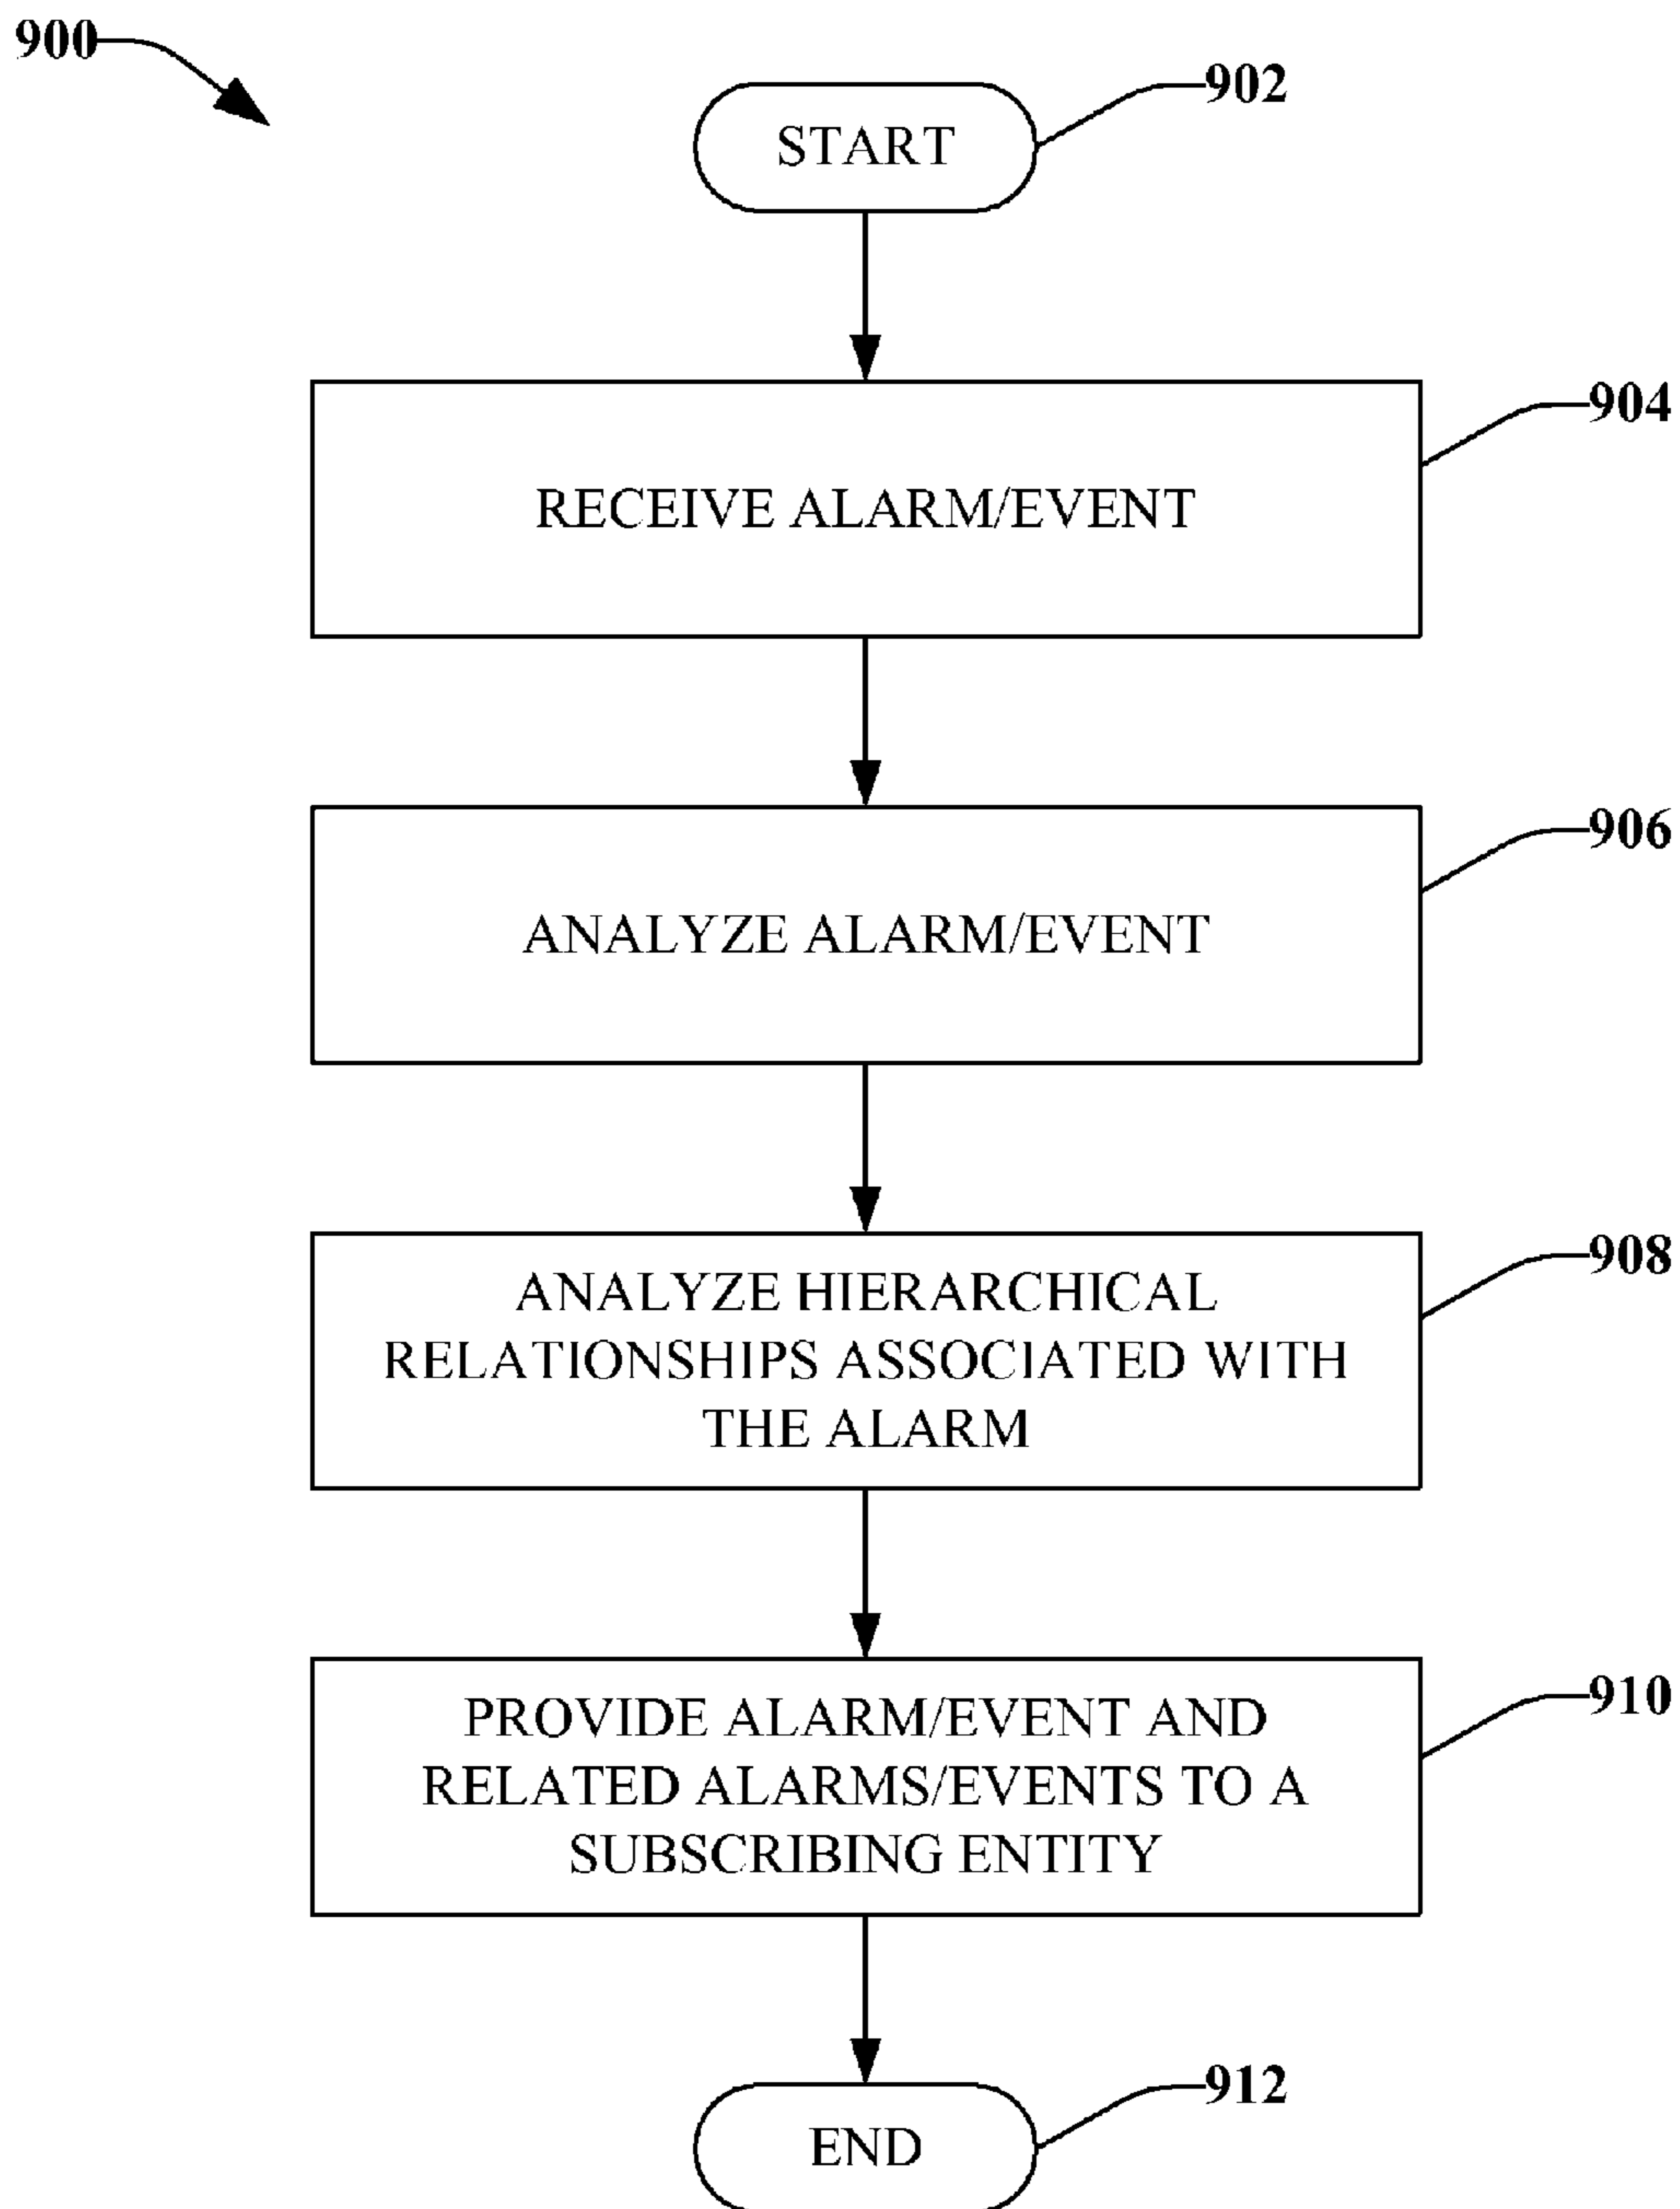 900
902
START
904
RECEIVE ALARM/EVENT
906
ANALYZE ALARM/EVENT
908
ANALYZE HIERARCHICAL
RELATIONSHIPS ASSOCIATED WITH
THE ALARM
910
PROVIDE ALARM/EVENT AND
RELATED ALARMS/EVENTS TO A
SUBSCRIBING ENTITY
912
END